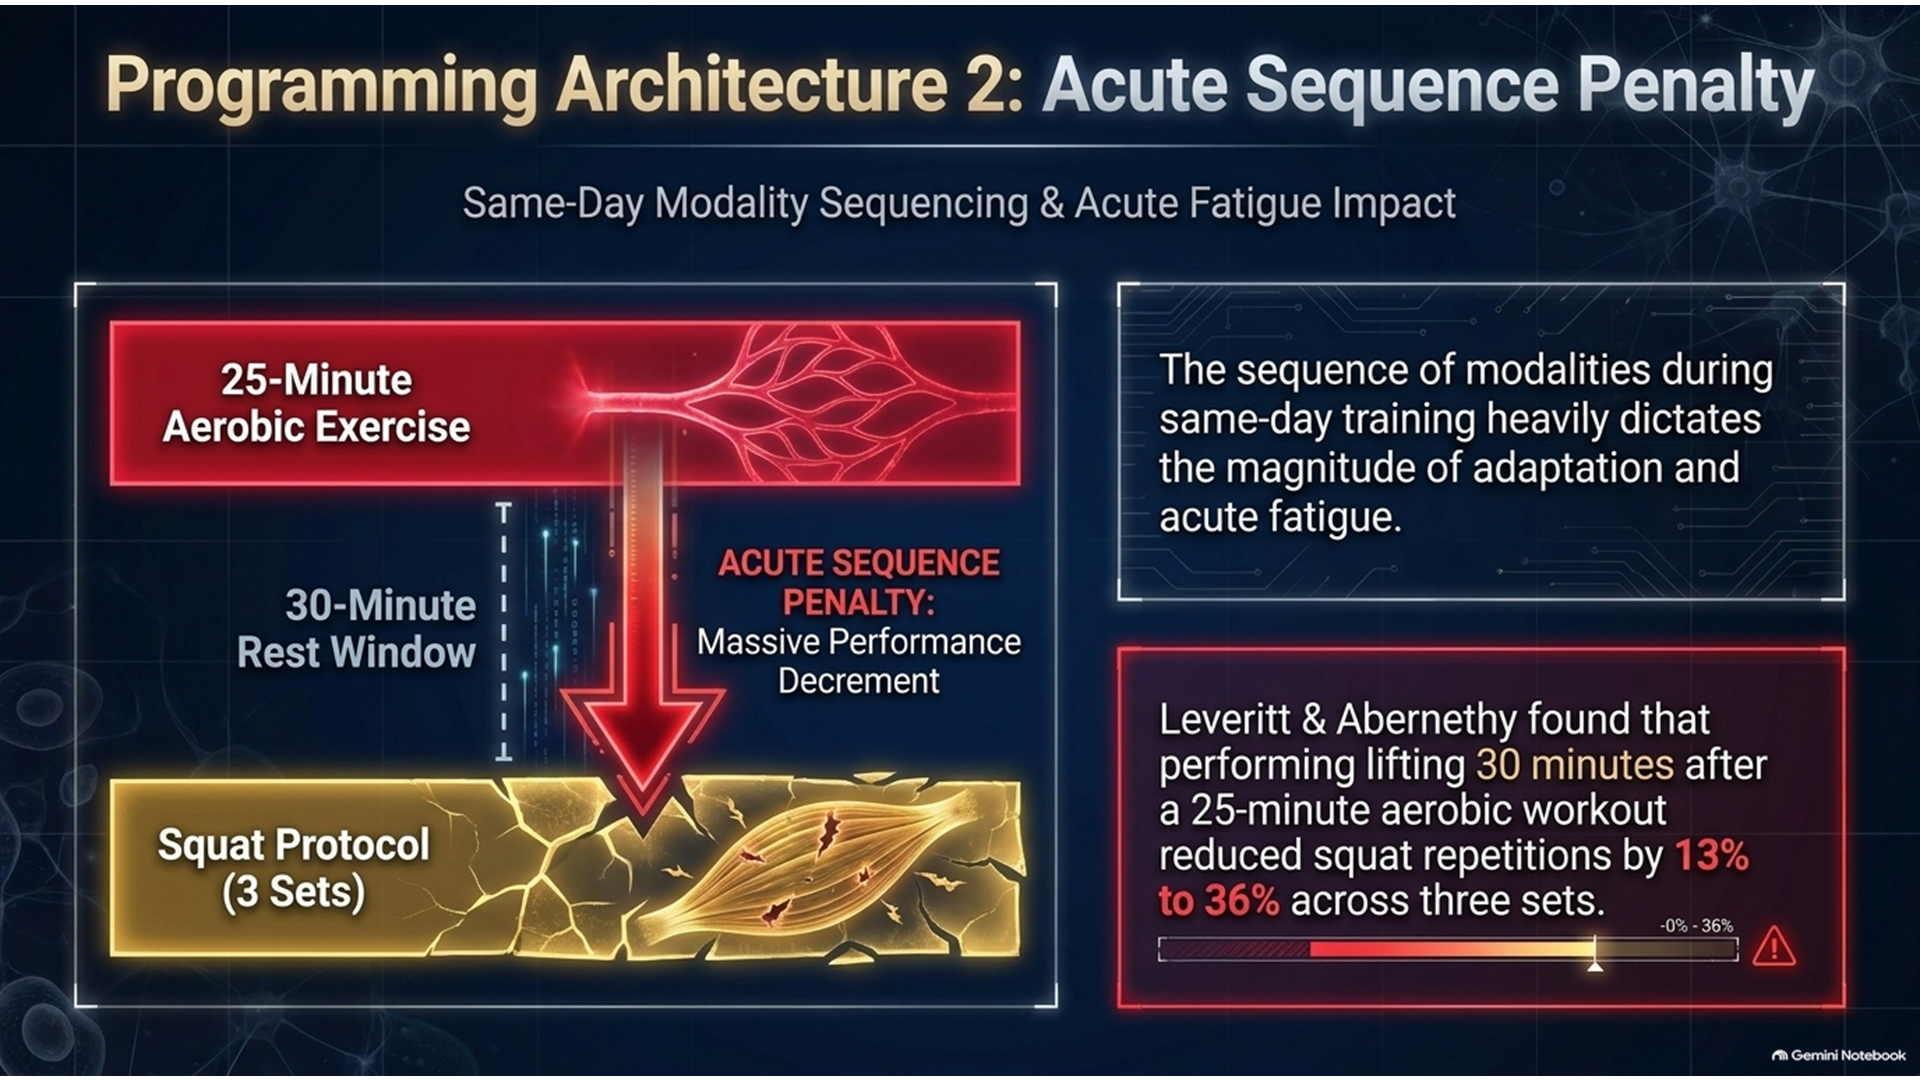 Programming Architecture 2: Acute Sequence Penalty
Same-Day Modality Sequencing & Acute Fatigue Impact
25-Minute
Aerobic Exercise
30-Minute
Rest Window
ACUTE SEQUENCE
PENALTY:
Massive Performance
Decrement
Squat Protocol
(3 Sets)
The sequence of modalities during
same-day training heavily dictates
the magnitude of adaptation and
acute fatigue.
Leveritt & Abernethy found that
performing lifting 30 minutes after
a 25-minute aerobic workout
reduced squat repetitions by 13%
to 36% across three sets.
-0% - 36%
Gemini Notebook